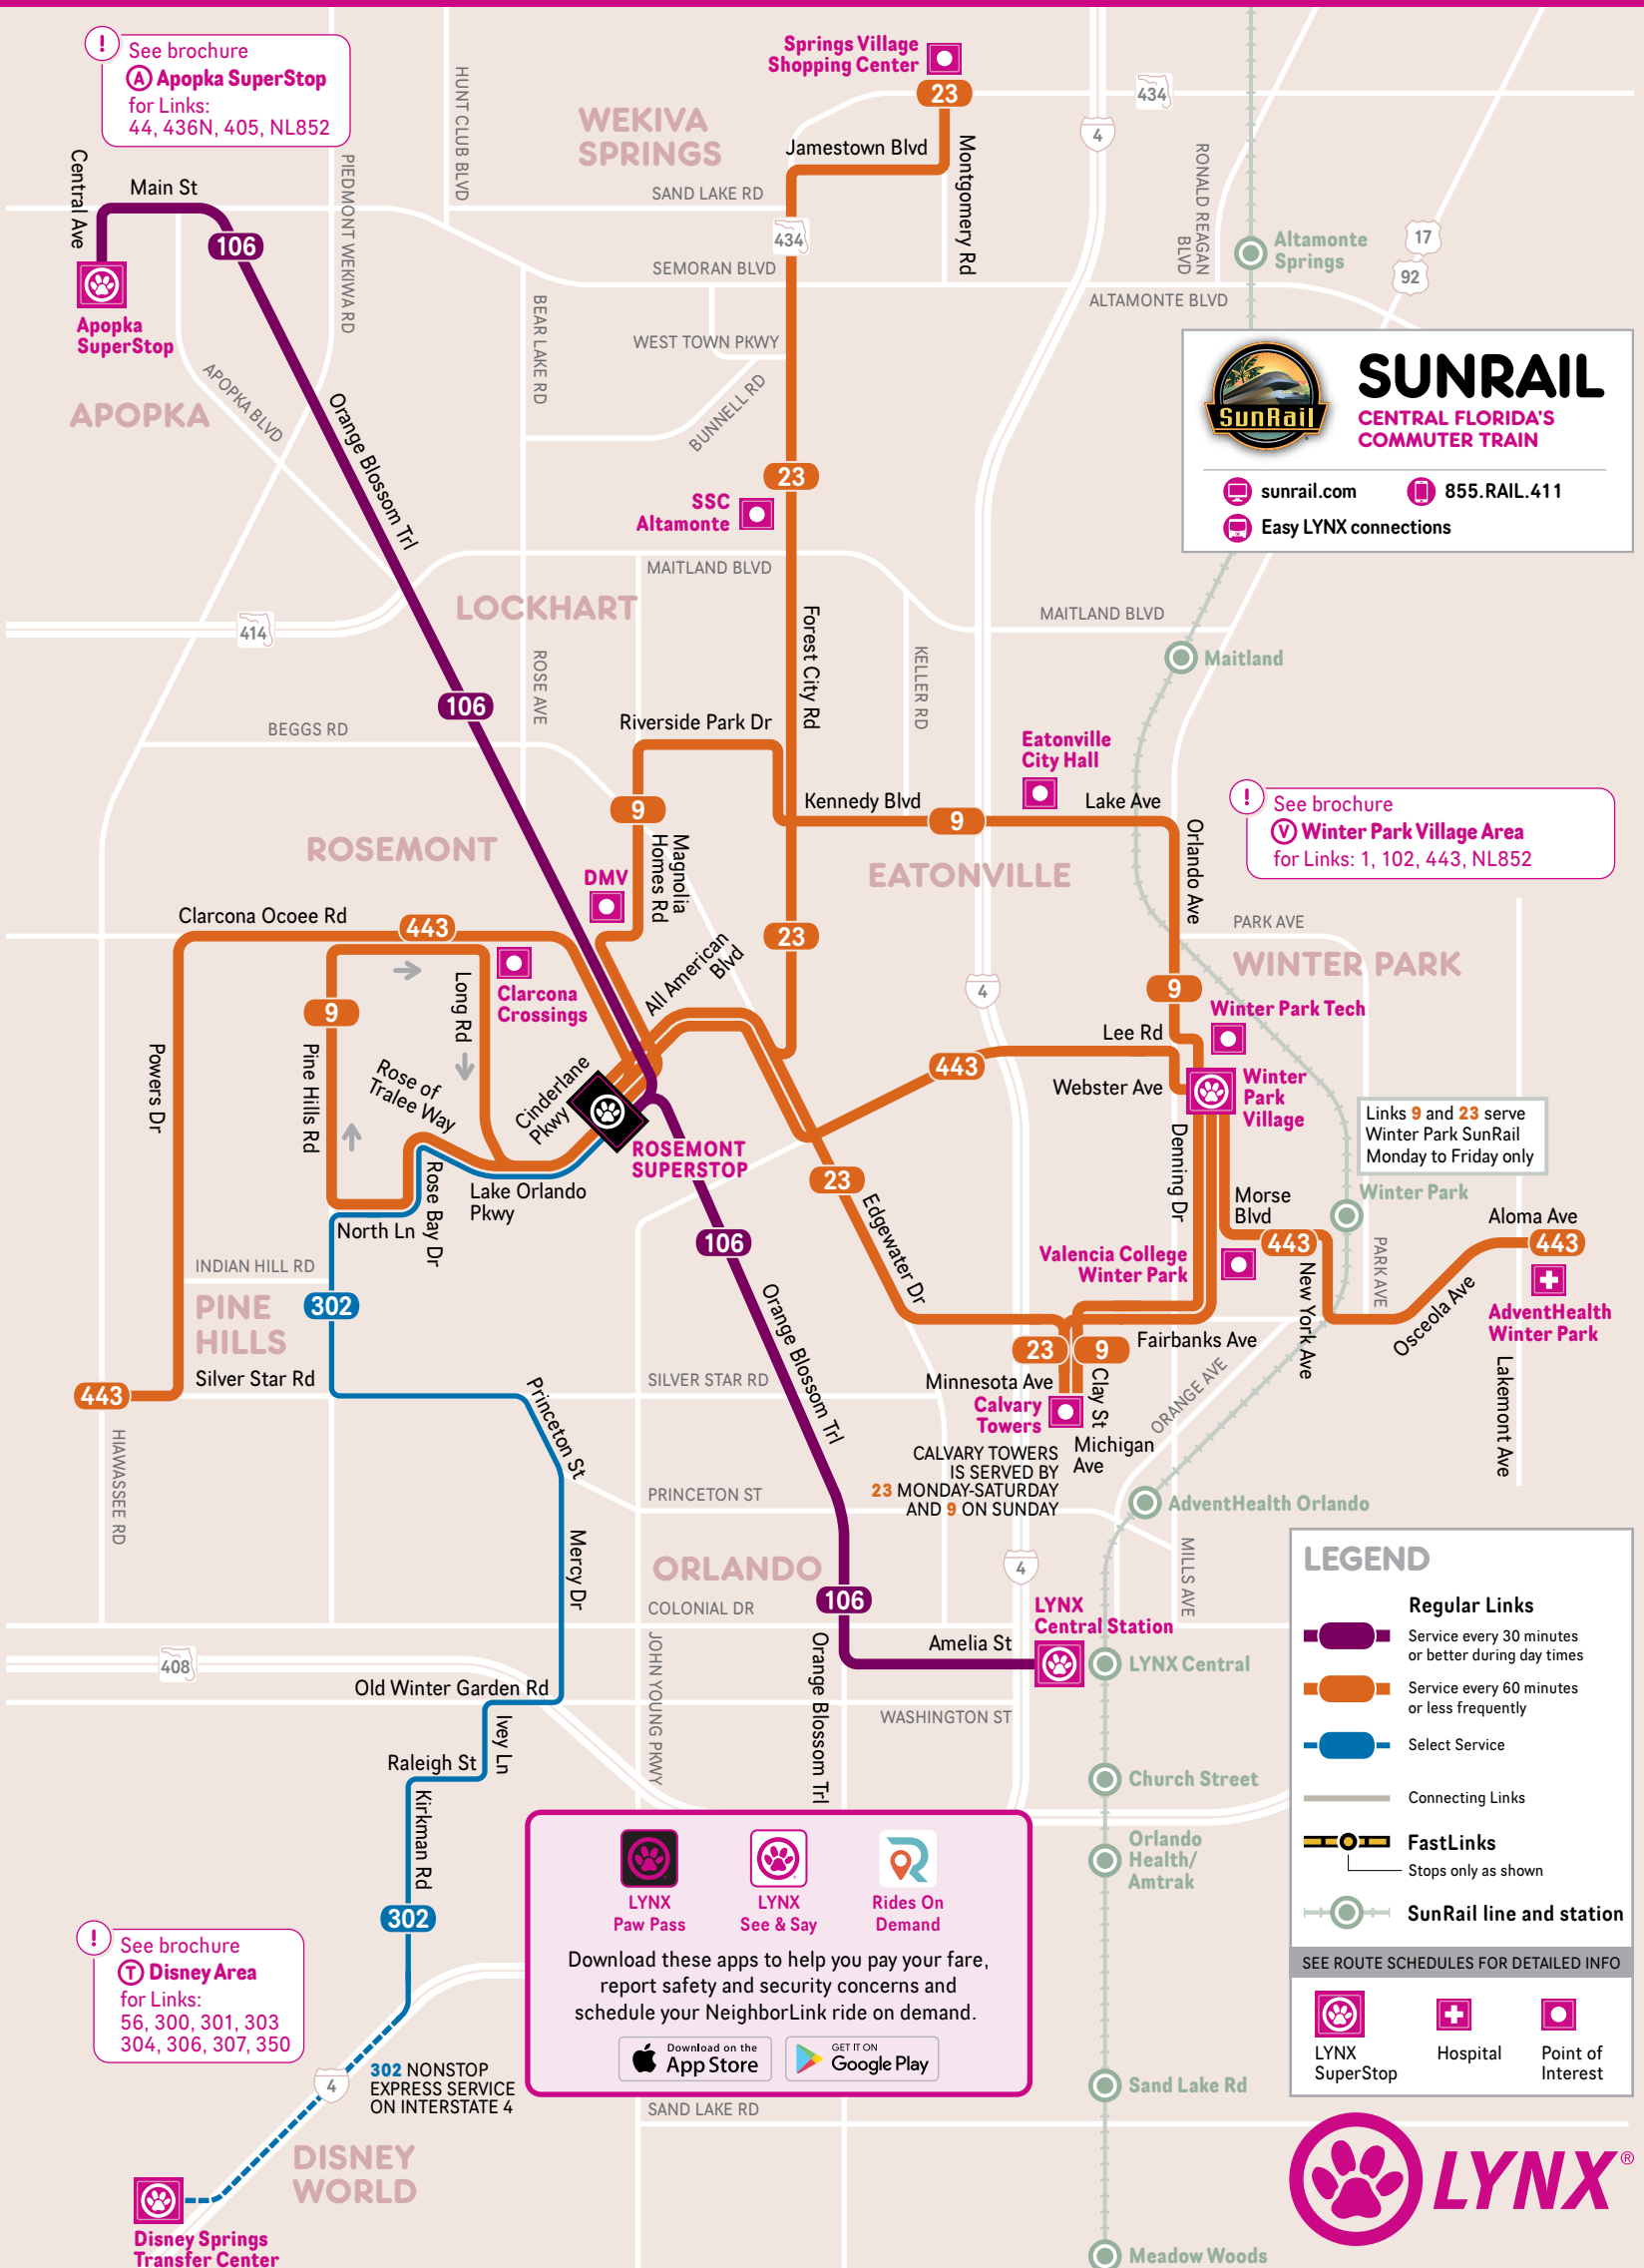 ! See brochure
A Apopka SuperStop
for Links:
44, 436N, 405, NL852
Springs Village
Shopping Center
23
434
4
HUNT CLUB BLVD
WEKIVA
SPRINGS
Jamestown Blvd
Montgomery Rd
RONALD REAGAN
BLVD
Central Ave
Main St
PIEDMONT WEKIWA RD
SAND LAKE RD
106
434
SEMORAN BLVD
Altamonte
Springs
17
92
ALTAMONTE BLVD
Apopka
SuperStop
BEAR LAKE RD
WEST TOWN PKWY
BUNNELL RD
APOPKA
APOPKA BLVD
Orange Blossom Trl
SunRail
SUNRAIL
CENTRAL FLORIDA'S
COMMUTER TRAIN
sunrail.com
855.RAIL.411
Easy LYNX connections
23
SSC
Altamonte
MAITLAND BLVD
LOCKHART
414
MAITLAND BLVD
Forest City Rd
ROSE AVE
KELLER RD
Maitland
106
BEGGS RD
Riverside Park Dr
Eatonville
City Hall
9
Kennedy Blvd
9
Lake Ave
Orlando Ave
! See brochure
V Winter Park Village Area
for Links: 1, 102, 443, NL852
ROSEMONT
Magnolia
Homes Rd
DMV
EATONVILLE
Clarcona Ocoee Rd
443
23
PARK AVE
WINTER PARK
All American
Blvd
Clarcona
Crossings
Long Rd
4
9
9
Winter Park Tech
Lee Rd
Powers Dr
Pine Hills Rd
Rose of
Tralee Way
Cinderlane
Pkwy
443
Webster Ave
Winter
Park
Village
Links 9 and 23 serve
Winter Park SunRail
Monday to Friday only
ROSEMONT
SUPERSTOP
Denning Dr
23
Lake Orlando
Pkwy
Rose Bay Dr
North Ln
Edgewater Dr
Winter Park
Morse
Blvd
Aloma Ave
106
443
443
Valencia College
Winter Park
INDIAN HILL RD
PARK AVE
New York Ave
Osceola Ave
AdventHealth
Winter Park
PINE
HILLS
302
Orange Blossom Trl
Fairbanks Ave
23
9
Silver Star Rd
443
SILVER STAR RD
Minnesota Ave
Clay St
ORANGE AVE
Lakemont Ave
Calvary
Towers
Princeton St
Michigan
Ave
CALVARY TOWERS
IS SERVED BY
23 MONDAY-SATURDAY
AND 9 ON SUNDAY
HIAWASSEE RD
PRINCETON ST
AdventHealth Orlando
Mercy Dr
ORLANDO
4
MILLS AVE
106
COLONIAL DR
LYNX
Central Station
Amelia St
LYNX Central
408
JOHN YOUNG PKWY
Orange Blossom Trl
Old Winter Garden Rd
WASHINGTON ST
Ivey Ln
Raleigh St
Church Street
Kirkman Rd
Orlando
Health/
Amtrak
302
LEGEND
Regular Links
Service every 30 minutes
or better during day times
Service every 60 minutes
or less frequently
Select Service
Connecting Links
FastLinks
Stops only as shown
SunRail line and station
SEE ROUTE SCHEDULES FOR DETAILED INFO
LYNX
SuperStop
Hospital
Point of
Interest
LYNX
Paw Pass
LYNX
See & Say
Rides On
Demand
Download these apps to help you pay your fare,
report safety and security concerns and
schedule your NeighborLink ride on demand.
Download on the
App Store
GET IT ON
Google Play
! See brochure
T Disney Area
for Links:
56, 300, 301, 303
304, 306, 307, 350
4
302 NONSTOP
EXPRESS SERVICE
ON INTERSTATE 4
Sand Lake Rd
SAND LAKE RD
DISNEY
WORLD
Disney Springs
Transfer Center
Meadow Woods
LYNX®